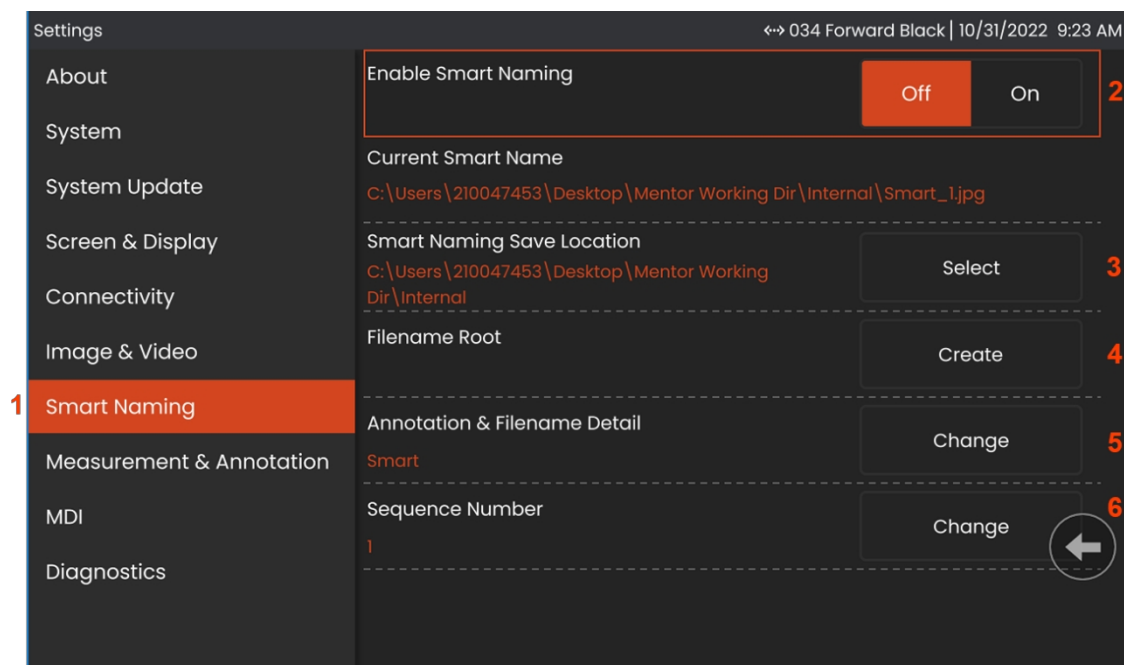 Settings
034 Forward Black | 10/31/2022 9:23 AM
About
System
System Update
Screen & Display
Connectivity
Image & Video
1
Smart Naming
Measurement & Annotation
MDI
Diagnostics
Enable Smart Naming
Off
On
2
Current Smart Name
C:\Users\210047453\Desktop\Mentor Working Dir\Internal\Smart_1.jpg
Smart Naming Save Location
C:\Users\210047453\Desktop\Mentor Working
Dir\Internal
Select
3
Filename Root
Create
4
Annotation & Filename Detail
Smart
Change
5
Sequence Number
1
Change
6